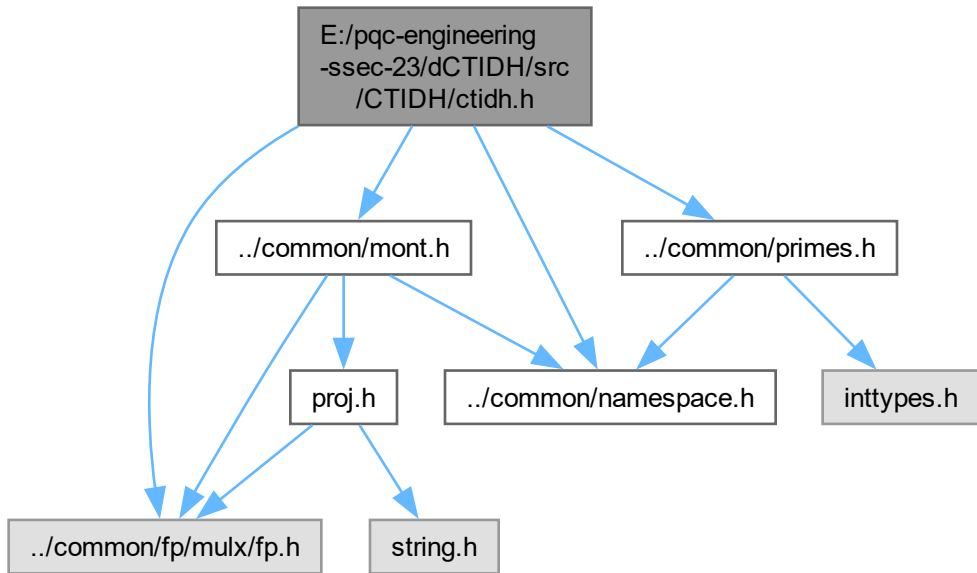 E:/pqc-engineering
-ssec-23/dCTIDH/src
/CTIDH/ctidh.h
../common/mont.h
../common/primes.h
proj.h
../common/namespace.h
inttypes.h
../common/fp/mulx/fp.h
string.h